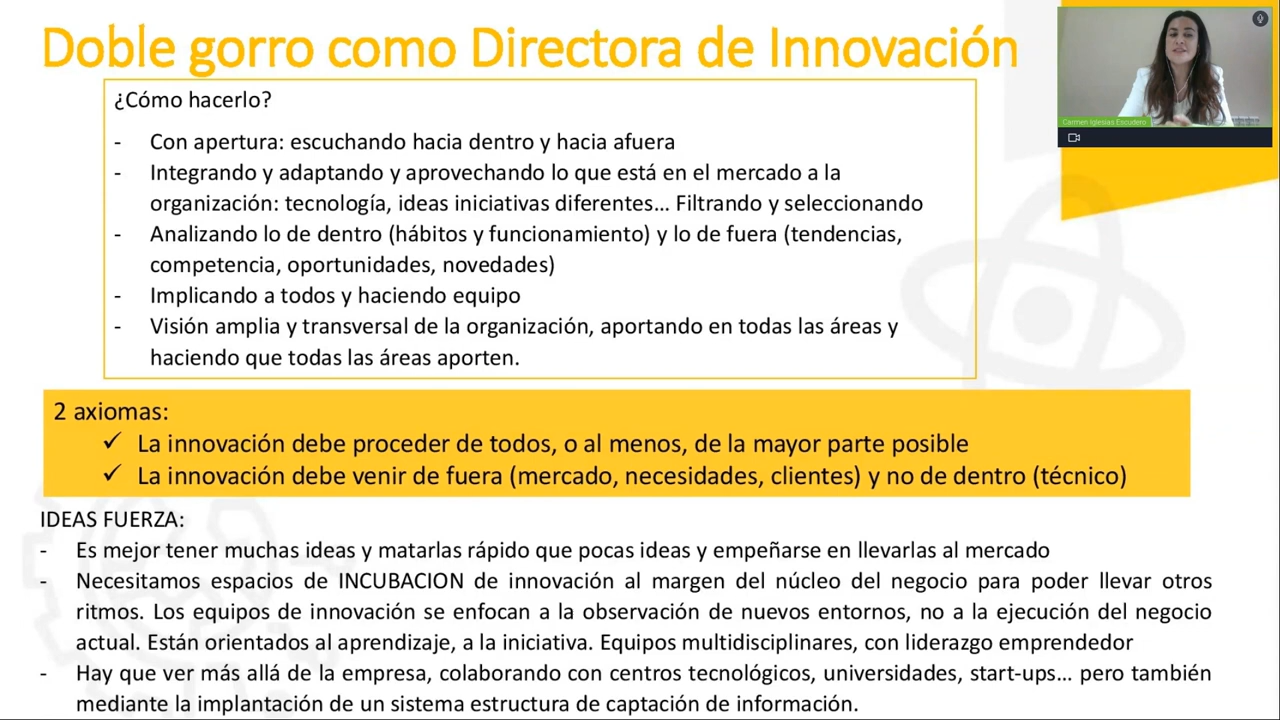 Doble gorro como Directora de Innovación
Carmen Iglesias Escudero
¿Cómo hacerlo?
- Con apertura: escuchando hacia dentro y hacia afuera
- Integrando y adaptando y aprovechando lo que está en el mercado a la
organización: tecnología, ideas iniciativas diferentes... Filtrando y seleccionando
- Analizando lo de dentro (hábitos y funcionamiento) y lo de fuera (tendencias,
competencia, oportunidades, novedades)
- Implicando a todos y haciendo equipo
- Visión amplia y transversal de la organización, aportando en todas las áreas y
haciendo que todas las áreas aporten.
2 axiomas:
✓ La innovación debe proceder de todos, o al menos, de la mayor parte posible
✓ La innovación debe venir de fuera (mercado, necesidades, clientes) y no de dentro (técnico)
IDEAS FUERZA:
- Es mejor tener muchas ideas y matarlas rápido que pocas ideas y empeñarse en llevarlas al mercado
- Necesitamos espacios de INCUBACION de innovación al margen del núcleo del negocio para poder llevar otros
ritmos. Los equipos de innovación se enfocan a la observación de nuevos entornos, no a la ejecución del negocio
actual. Están orientados al aprendizaje, a la iniciativa. Equipos multidisciplinares, con liderazgo emprendedor
- Hay que ver más allá de la empresa, colaborando con centros tecnológicos, universidades, start-ups... pero también
mediante la implantación de un sistema estructura de captación de información.